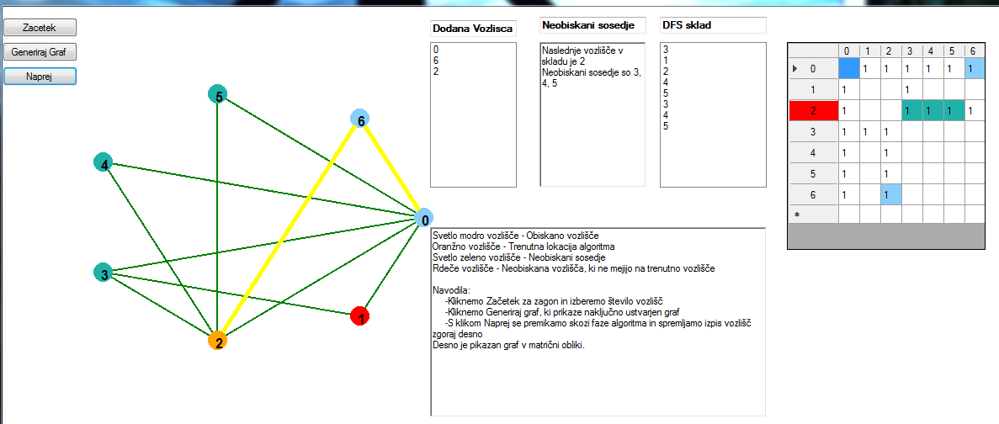 Zacetek
Generiraj Graf
Naprej
5
6
4
0
3
1
2
Dodana Vozlisca
0
6
2
Neobiskani sosedje
Naslednje vozlišče v
skladu je 2
Neobiskani sosedje so 3,
4, 5
DFS sklad
3
1
2
4
5
3
4
5
Svetlo modro vozlišče - Obiskano vozlišče
Oranžno vozlišče - Trenutna lokacija algoritma
Svetlo zeleno vozlišče - Neobiskani sosedje
Rdeče vozlišče - Neobiskana vozlišča, ki ne mejijo na trenutno vozlišče
Navodila:
-Kliknemo Začetek za zagon in izberemo število vozlišč
-Kliknemo Generiraj graf, ki prikaze naključno ustvarjen graf
-S klikom Naprej se premikamo skozi faze algoritma in spremljamo izpis vozlišč
zgoraj desno
Desno je pikazan graf v matrični obliki.
0 1 2 3 4 5 6
0 1 1 1 1 1 1
1 1 1
2 1 1 1 1 1
3 1 1 1
4 1 1
5 1 1
6 1 1
*